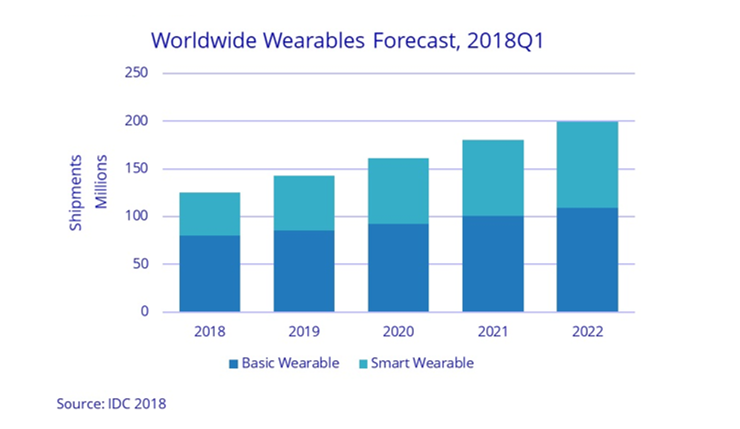 Worldwide Wearables Forecast, 2018Q1
Shipments
Millions
250
200
150
100
50
0
2018 2019 2020 2021 2022
Basic Wearable Smart Wearable
Source: IDC 2018